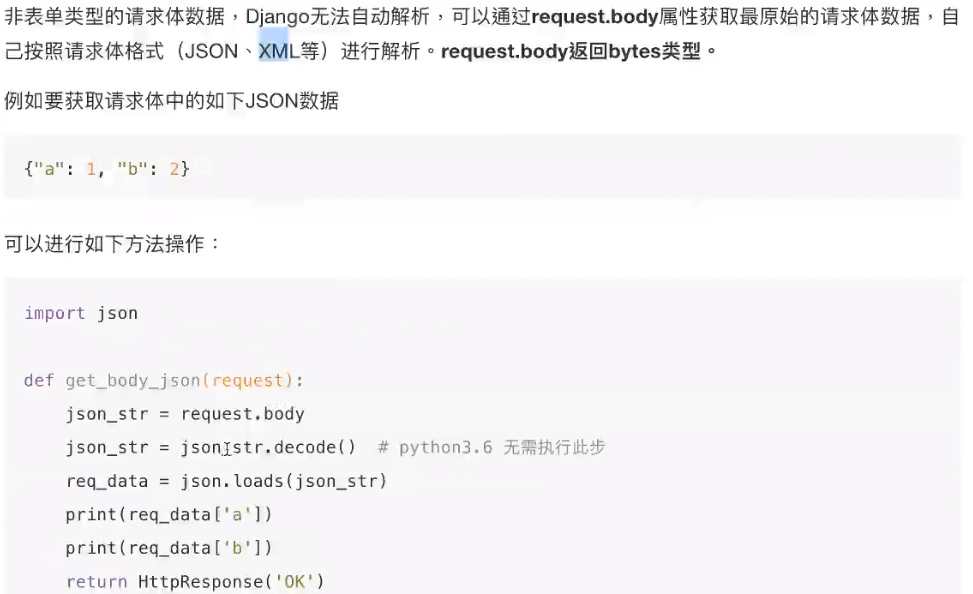 非表单类型的请求体数据，Django无法自动解析，可以通过request.body属性获取最原始的请求体数据，自
己按照请求体格式（JSON、XML等）进行解析。request.body返回bytes类型。
例如要获取请求体中的如下JSON数据
{"a": 1, "b": 2}
可以进行如下方法操作：
import json
def get_body_json(request):
    json_str = request.body
    json_str = json_str.decode()  # python3.6 无需执行此步
    req_data = json.loads(json_str)
    print(req_data['a'])
    print(req_data['b'])
    return HttpResponse('OK')